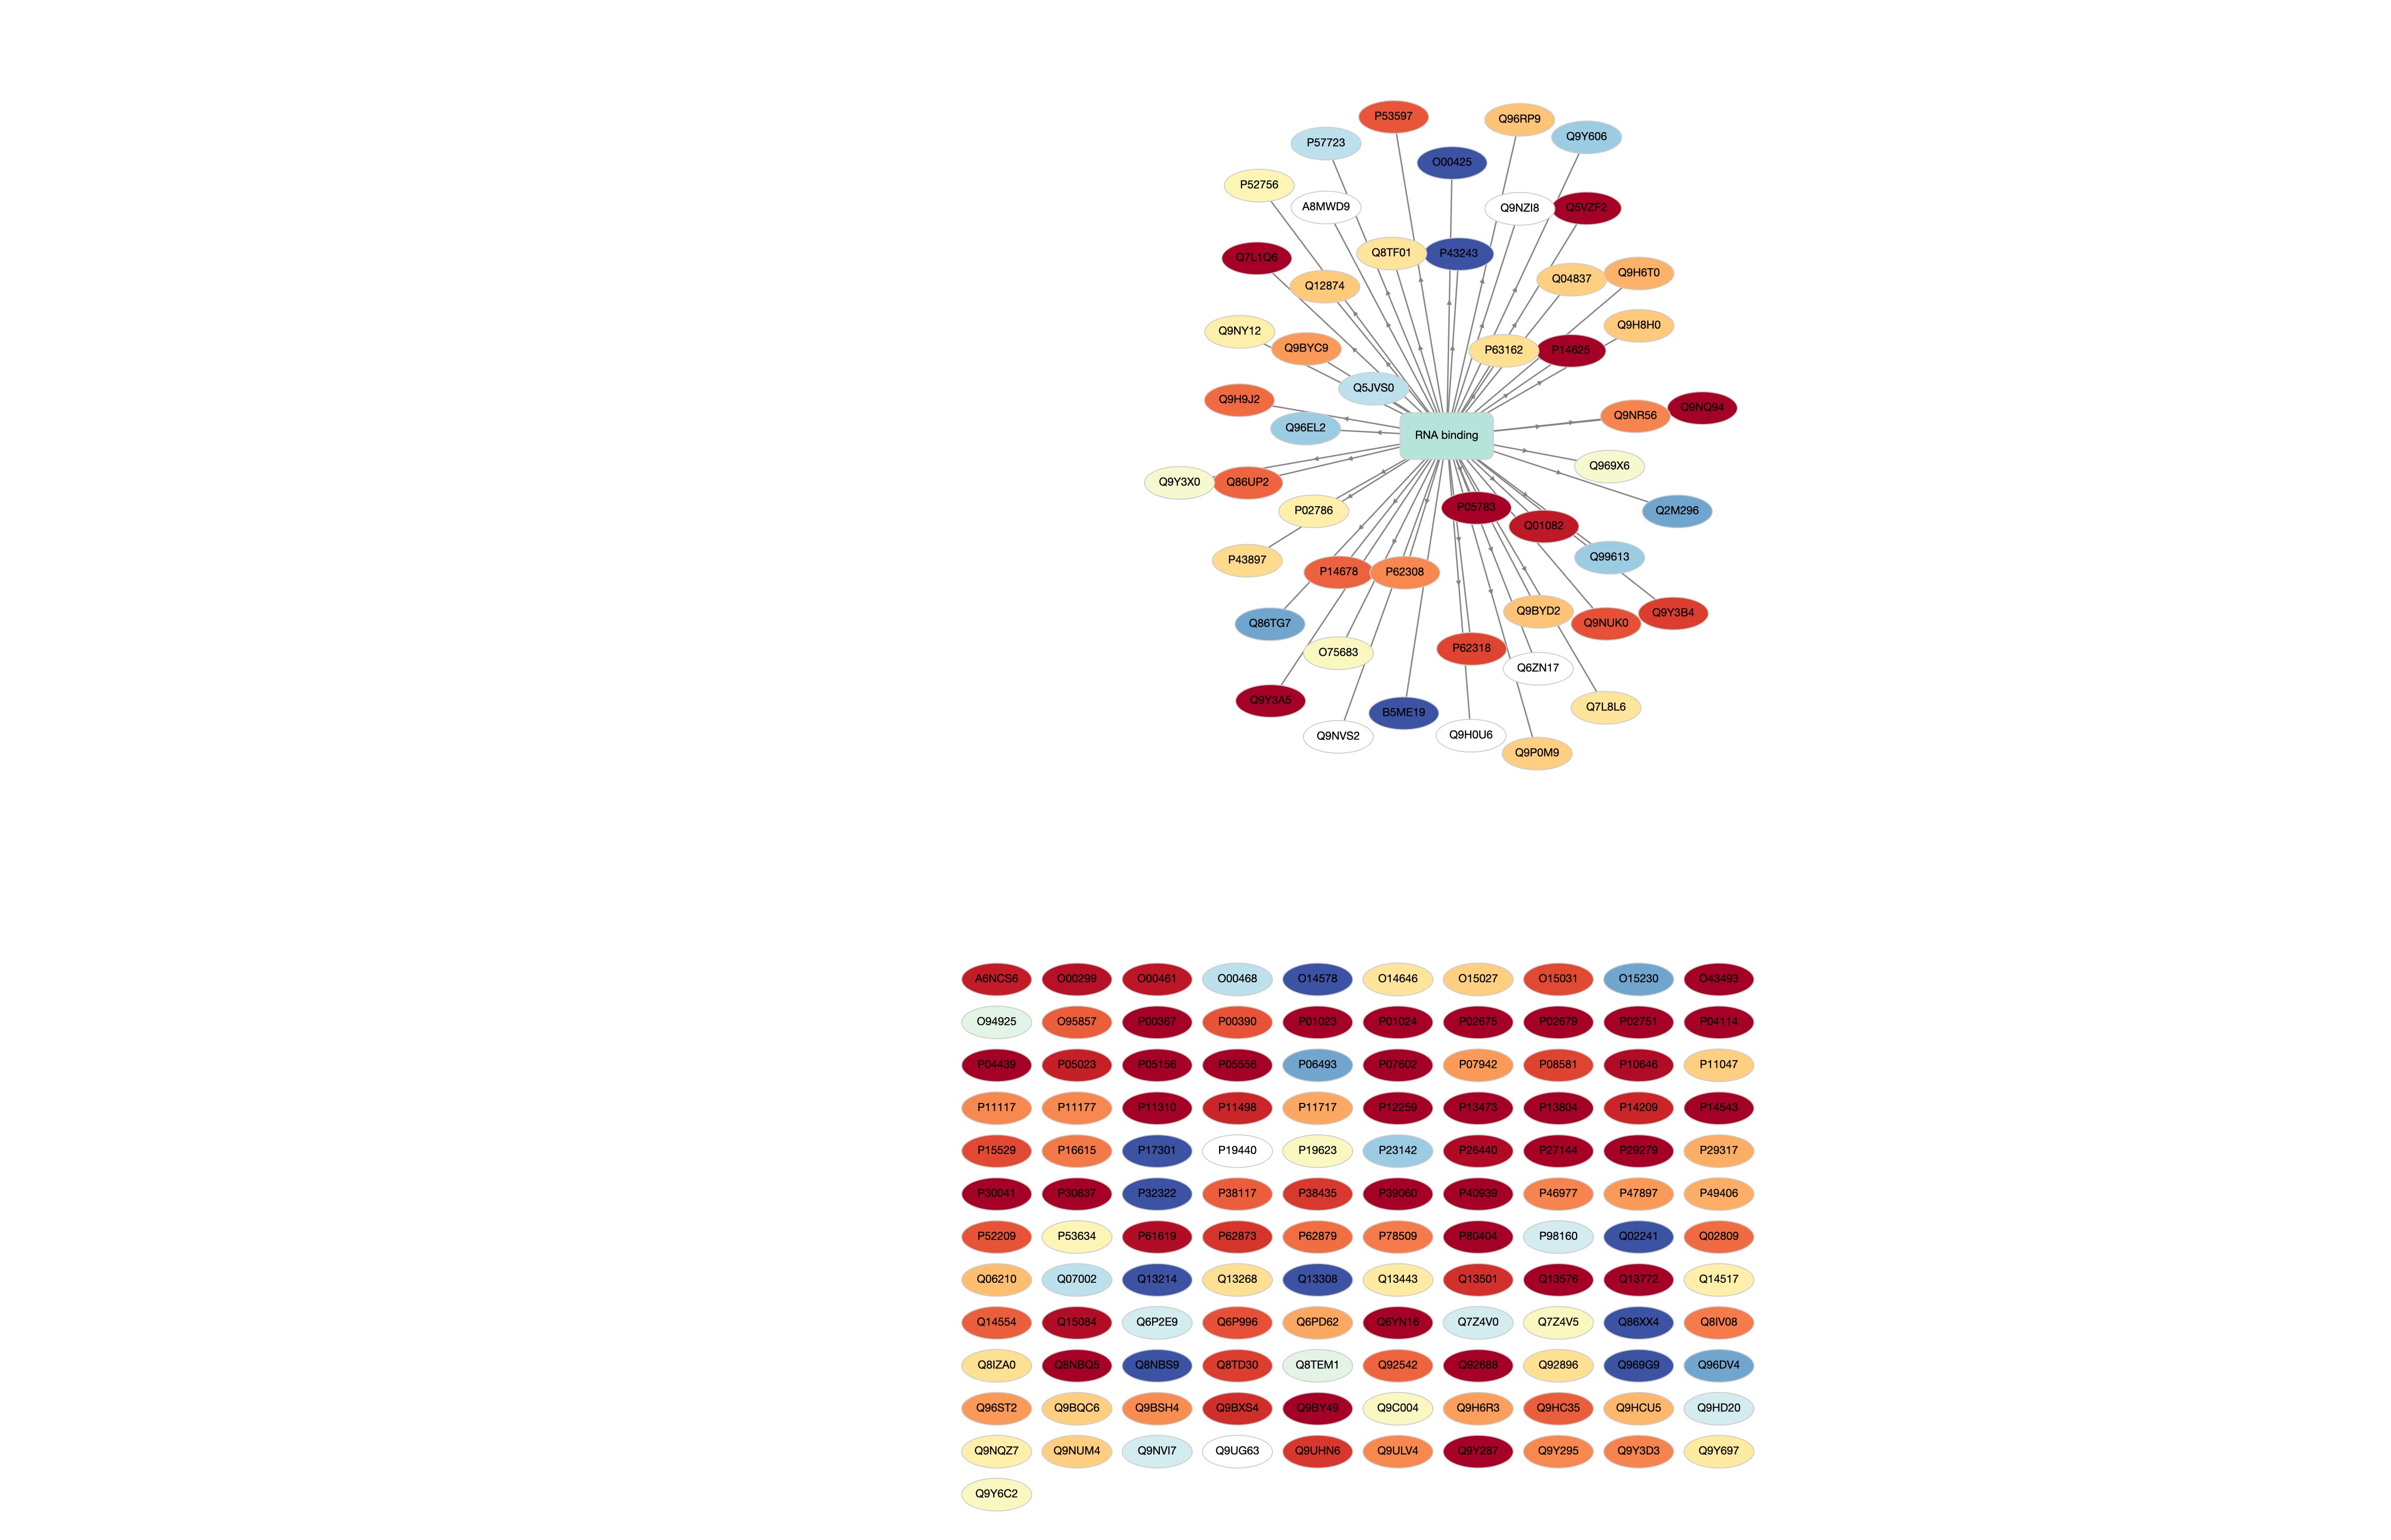 P53597
Q96RP9
Q9Y606
P57723
O00425
P52756
A8MWD9
Q9NZI8
Q5VZF2
Q8TF01
P43243
Q7L1Q6
Q9H6T0
Q04837
Q12874
Q9H8H0
Q9NY12
Q9BYC9
P63162
P14625
Q5JVS0
Q9H9J2
Q9NQ94
Q9NR56
Q96EL2
RNA binding
Q969X6
Q9Y3X0
Q86UP2
P05783
P02786
Q2M296
Q01082
Q99613
P43897
P14678
P62308
Q9BYD2
Q9Y3B4
Q86TG7
Q9NUK0
P62318
O75683
Q6ZN17
Q9Y3A5
Q7L8L6
B5ME19
Q9NVS2
Q9H0U6
Q9P0M9
A6NCS6 O00299 O00461 O00468 O14578 O14646 O15027 O15031 O15230 O43493
O94925 O95857 P00367 P00390 P01023 P01024 P02675 P02679 P02751 P04114
P04439 P05023 P05156 P05556 P06493 P07602 P07942 P08581 P10646 P11047
P11117 P11177 P11310 P11498 P11717 P12259 P13473 P13804 P14209 P14543
P15529 P16615 P17301 P19440 P19623 P23142 P26440 P27144 P29279 P29317
P30041 P30837 P32322 P38117 P38435 P39060 P40939 P46977 P47897 P49406
P52209 P53634 P61619 P62873 P62879 P78509 P80404 P98160 Q02241 Q02809
Q06210 Q07002 Q13214 Q13268 Q13308 Q13443 Q13501 Q13576 Q13772 Q14517
Q14554 Q15084 Q6P2E9 Q6P996 Q6PD62 Q6YN16 Q7Z4V0 Q7Z4V5 Q86XX4 Q8IV08
Q8IZA0 Q8NBQ5 Q8NBS9 Q8TD30 Q8TEM1 Q92542 Q92688 Q92896 Q969G9 Q96DV4
Q96ST2 Q9BQC6 Q9BSH4 Q9BXS4 Q9BY49 Q9C004 Q9H6R3 Q9HC35 Q9HCU5 Q9HD20
Q9NQZ7 Q9NUM4 Q9NVI7 Q9UG63 Q9UHN6 Q9ULV4 Q9Y287 Q9Y295 Q9Y3D3 Q9Y697
Q9Y6C2